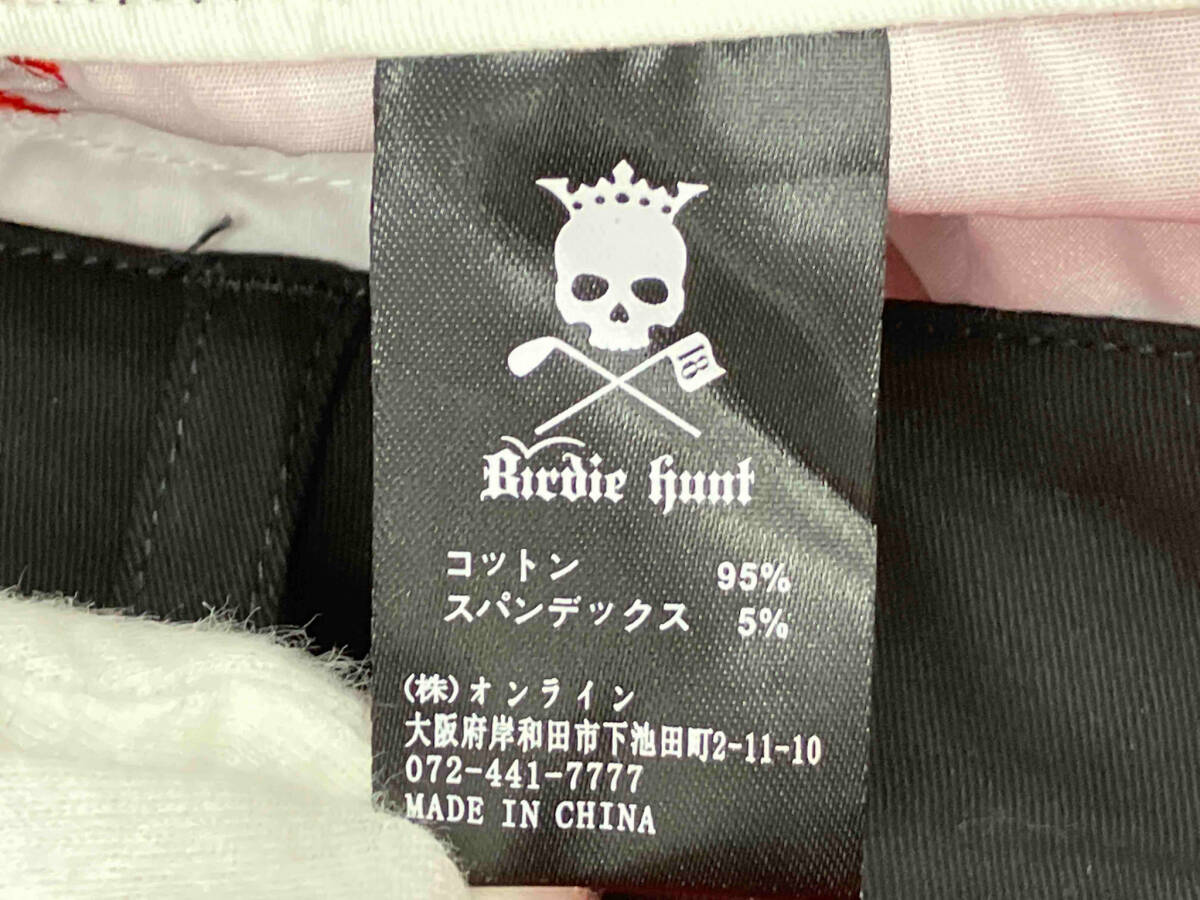 18
Birdie hunt
コットン 95%
スパンデックス 5%
(株)オンライン
大阪府岸和田市下池田町2-11-10
072-441-7777
MADE IN CHINA